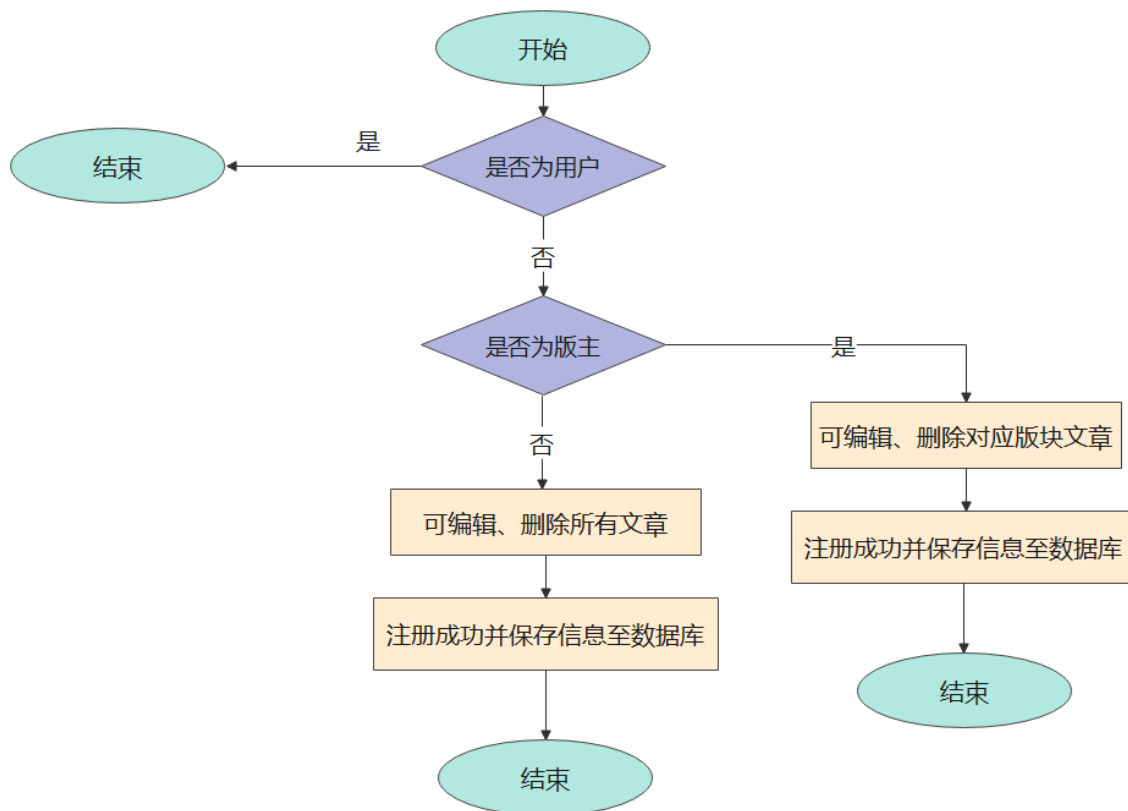 开始
是
结束
是否为用户
否
是否为版主
是
可编辑、删除对应版块文章
否
可编辑、删除所有文章
注册成功并保存信息至数据库
注册成功并保存信息至数据库
结束
结束